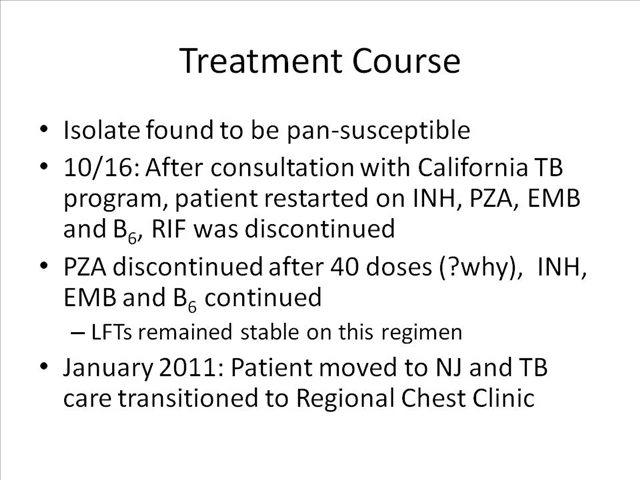 Treatment Course
• Isolate found to be pan-susceptible
• 10/16: After consultation with California TB
program, patient restarted on INH, PZA, EMB
and B6, RIF was discontinued
• PZA discontinued after 40 doses (?why),  INH,
EMB and B6 continued
– LFTs remained stable on this regimen
• January 2011: Patient moved to NJ and TB
care transitioned to Regional Chest Clinic